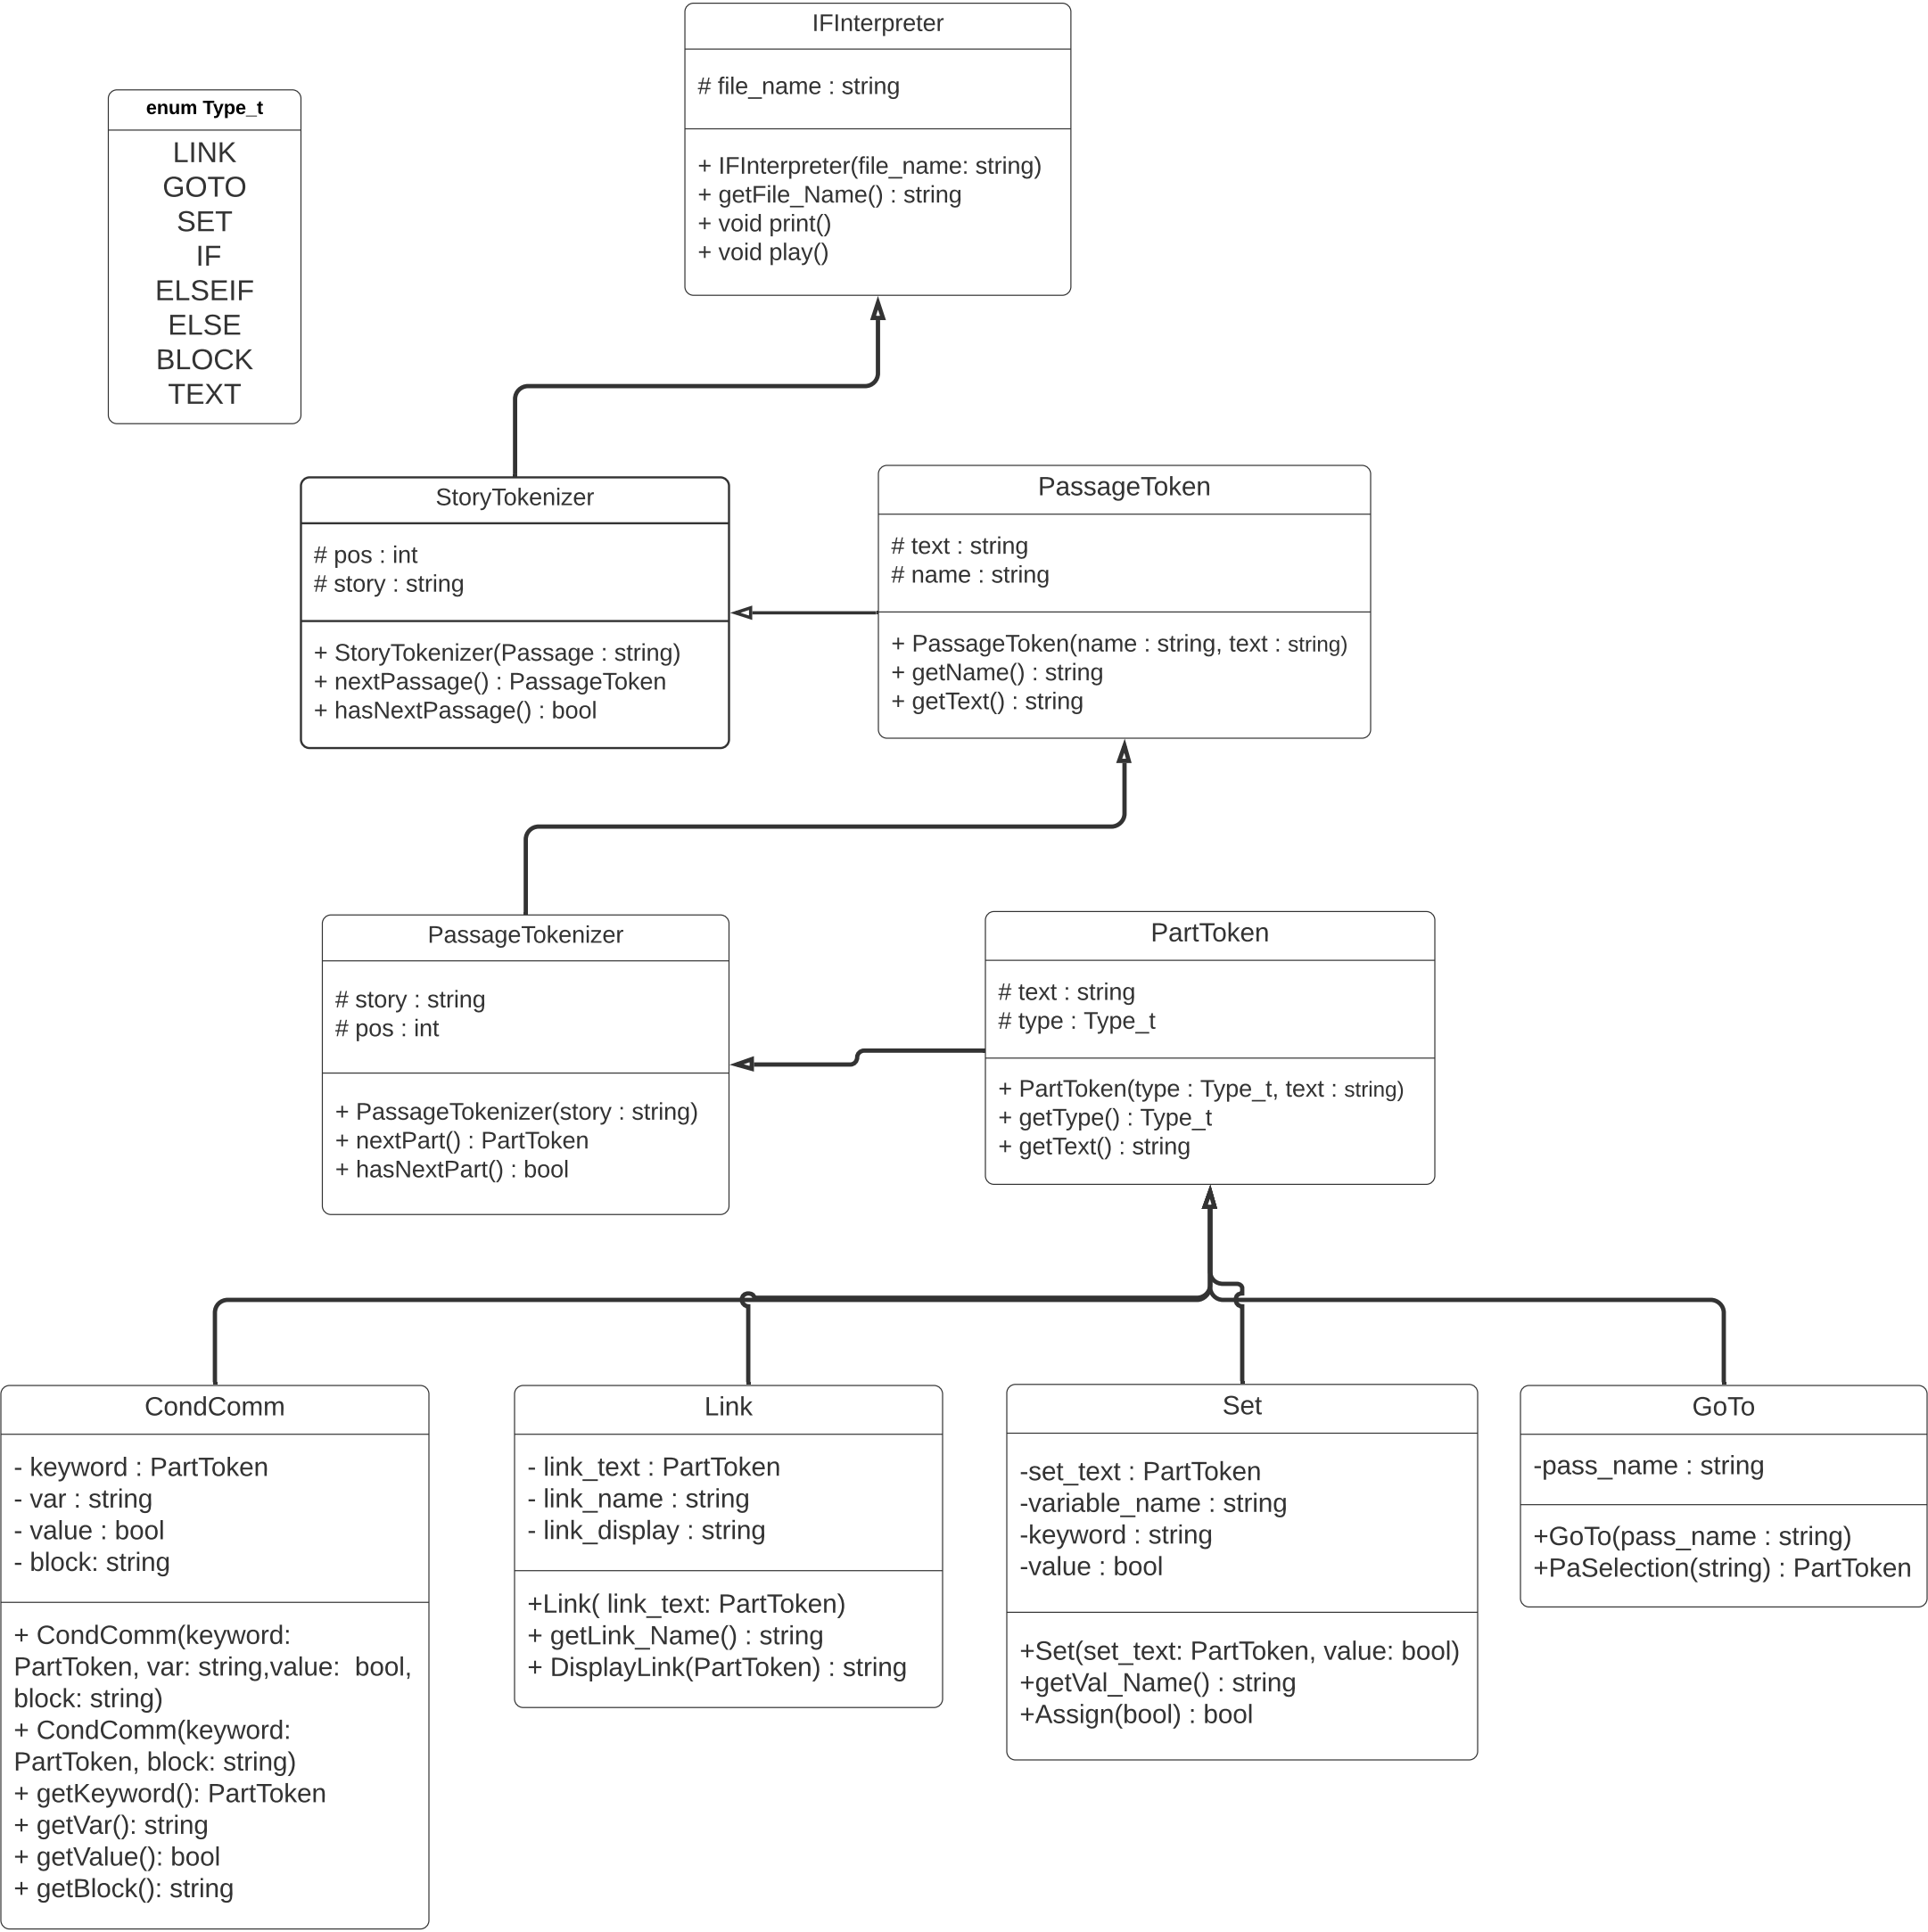 IFInterpreter
# file_name : string
+ IFInterpreter(file_name: string)
+ getFile_Name() : string
+ void print()
+ void play()
enum Type_t
LINK
GOTO
SET
IF
ELSEIF
ELSE
BLOCK
TEXT
StoryTokenizer
# pos : int
# story : string
+ StoryTokenizer(Passage : string)
+ nextPassage() : PassageToken
+ hasNextPassage() : bool
PassageToken
# text : string
# name : string
+ PassageToken(name : string, text : string)
+ getName() : string
+ getText() : string
PassageTokenizer
# story : string
# pos : int
+ PassageTokenizer(story : string)
+ nextPart() : PartToken
+ hasNextPart() : bool
PartToken
# text : string
# type : Type_t
+ PartToken(type : Type_t, text : string)
+ getType() : Type_t
+ getText() : string
CondComm
- keyword : PartToken
- var : string
- value : bool
- block: string
+ CondComm(keyword:
PartToken, var: string,value:  bool,
block: string)
+ CondComm(keyword:
PartToken, block: string)
+ getKeyword(): PartToken
+ getVar(): string
+ getValue(): bool
+ getBlock(): string
Link
- link_text : PartToken
- link_name : string
- link_display : string
+Link( link_text: PartToken)
+ getLink_Name() : string
+ DisplayLink(PartToken) : string
Set
-set_text : PartToken
-variable_name : string
-keyword : string
-value : bool
+Set(set_text: PartToken, value: bool)
+getVal_Name() : string
+Assign(bool) : bool
GoTo
-pass_name : string
+GoTo(pass_name : string)
+PaSelection(string) : PartToken